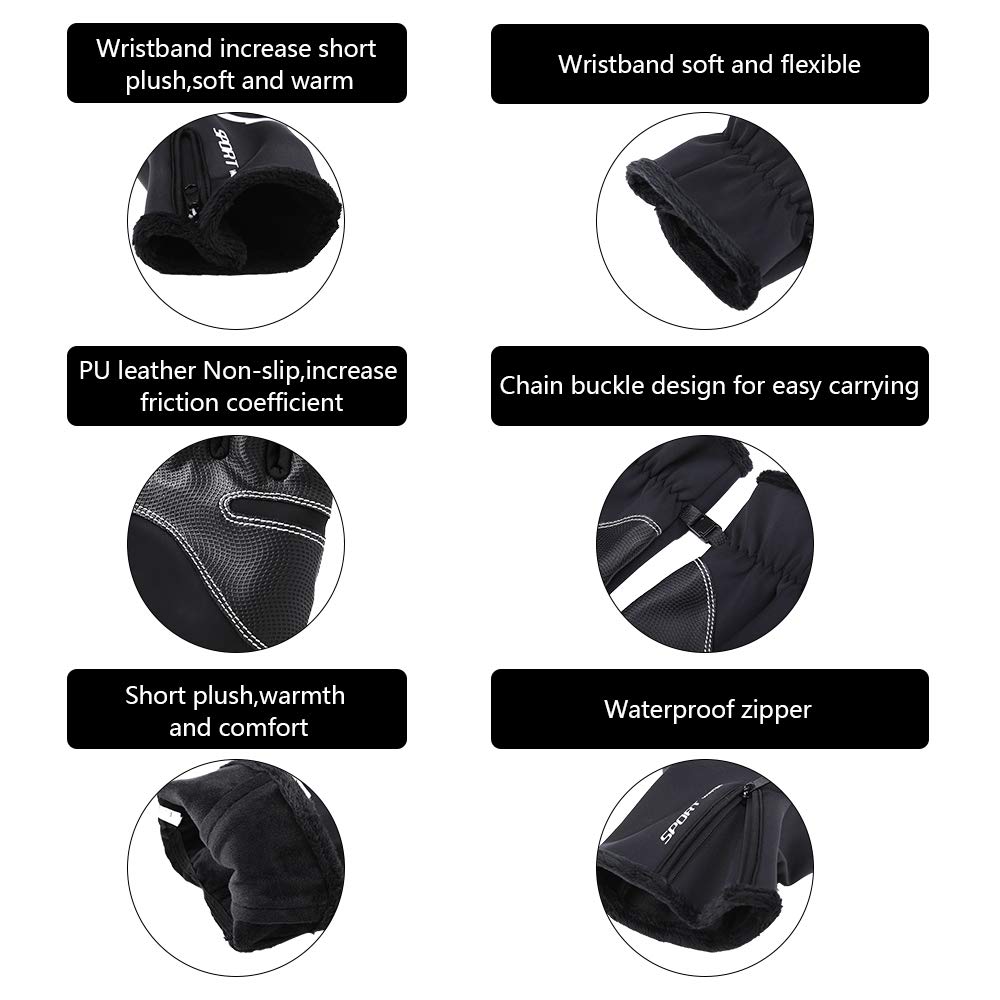 Wristband increase short
plush,soft and warm
Wristband soft and flexible
SPORT
PU leather Non-slip,increase
friction coefficient
Chain buckle design for easy carrying
Short plush,warmth
and comfort
Waterproof zipper
SPORT